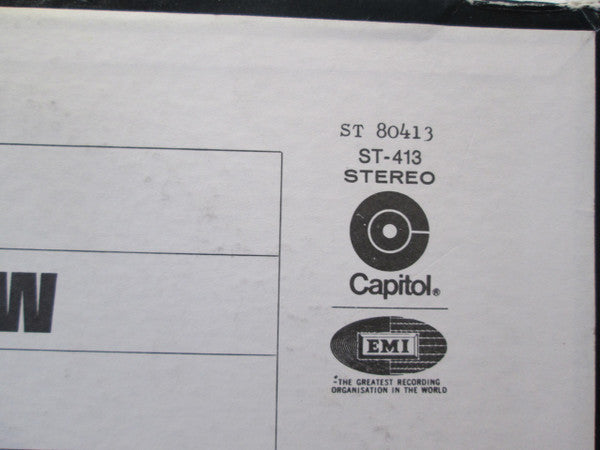 ST 80413
ST-413
STEREO
Capitol®
W
EMI
-THE GREATEST RECORDING
ORGANISATION IN THE WORLD